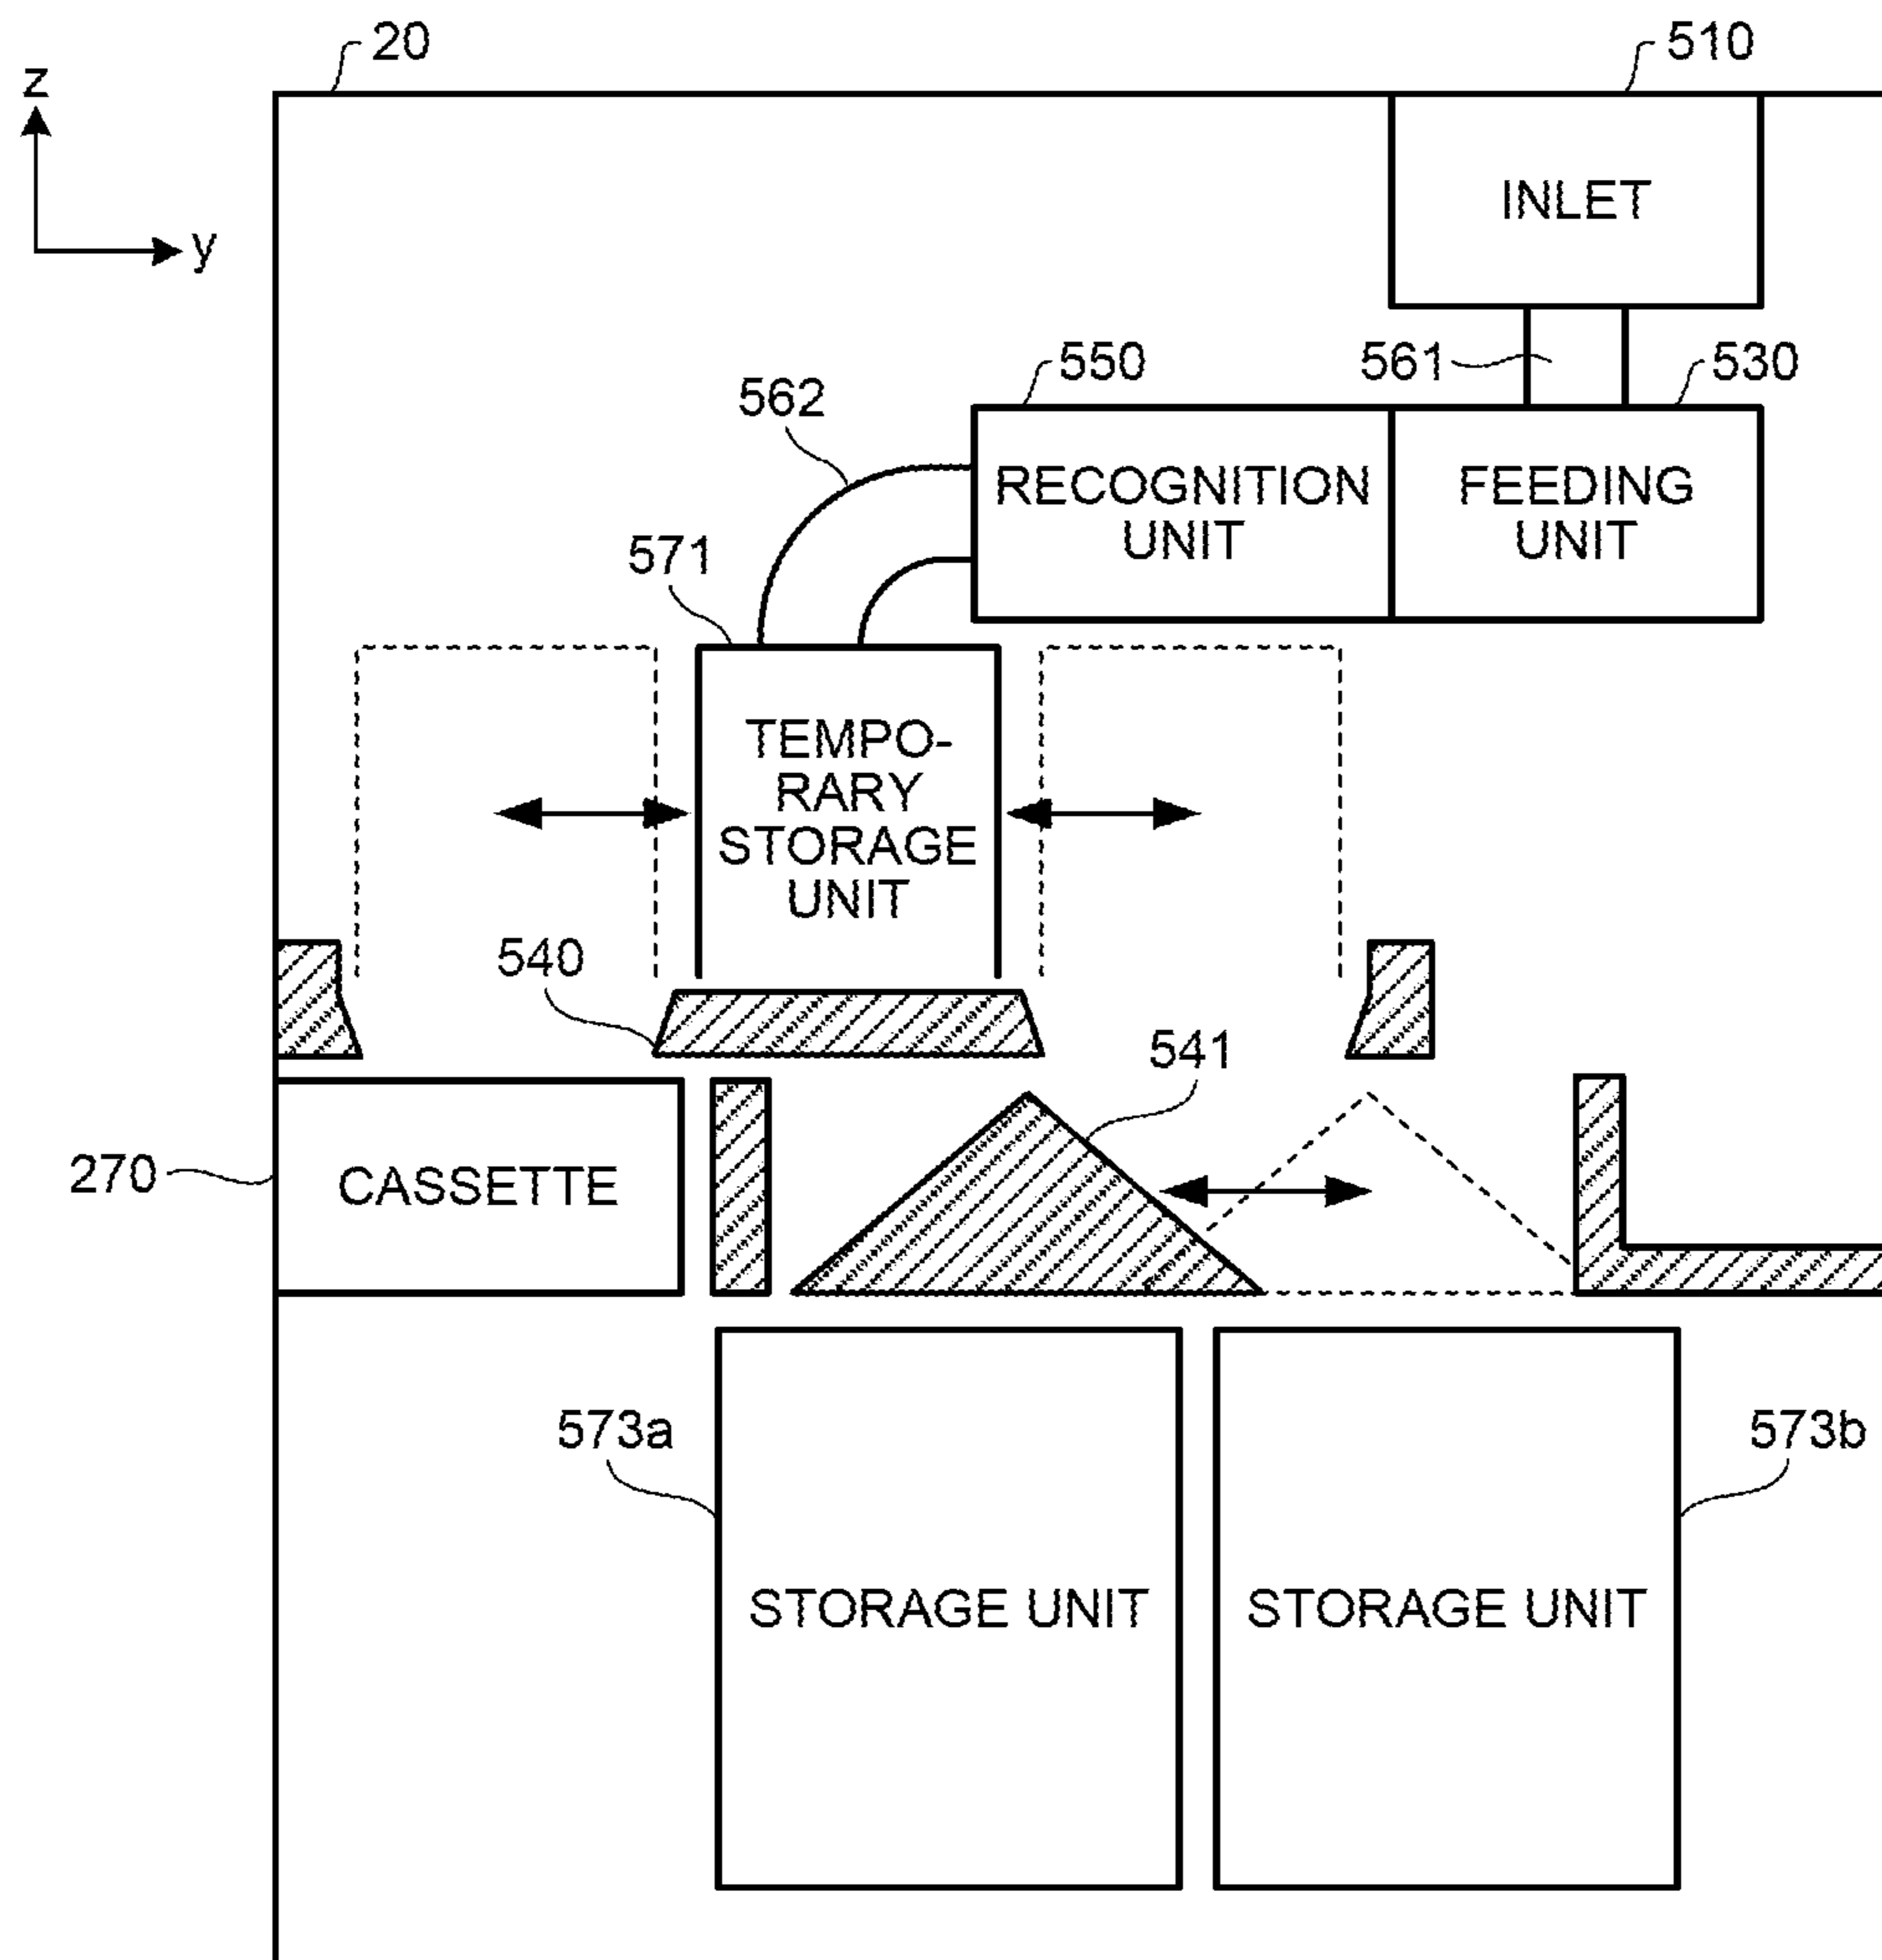 20
510
z
y
INLET
550
561
530
562
RECOGNITION
UNIT
FEEDING
UNIT
571
TEMPO-
RARY
STORAGE
UNIT
540
541
270
CASSETTE
573a
573b
STORAGE UNIT
STORAGE UNIT